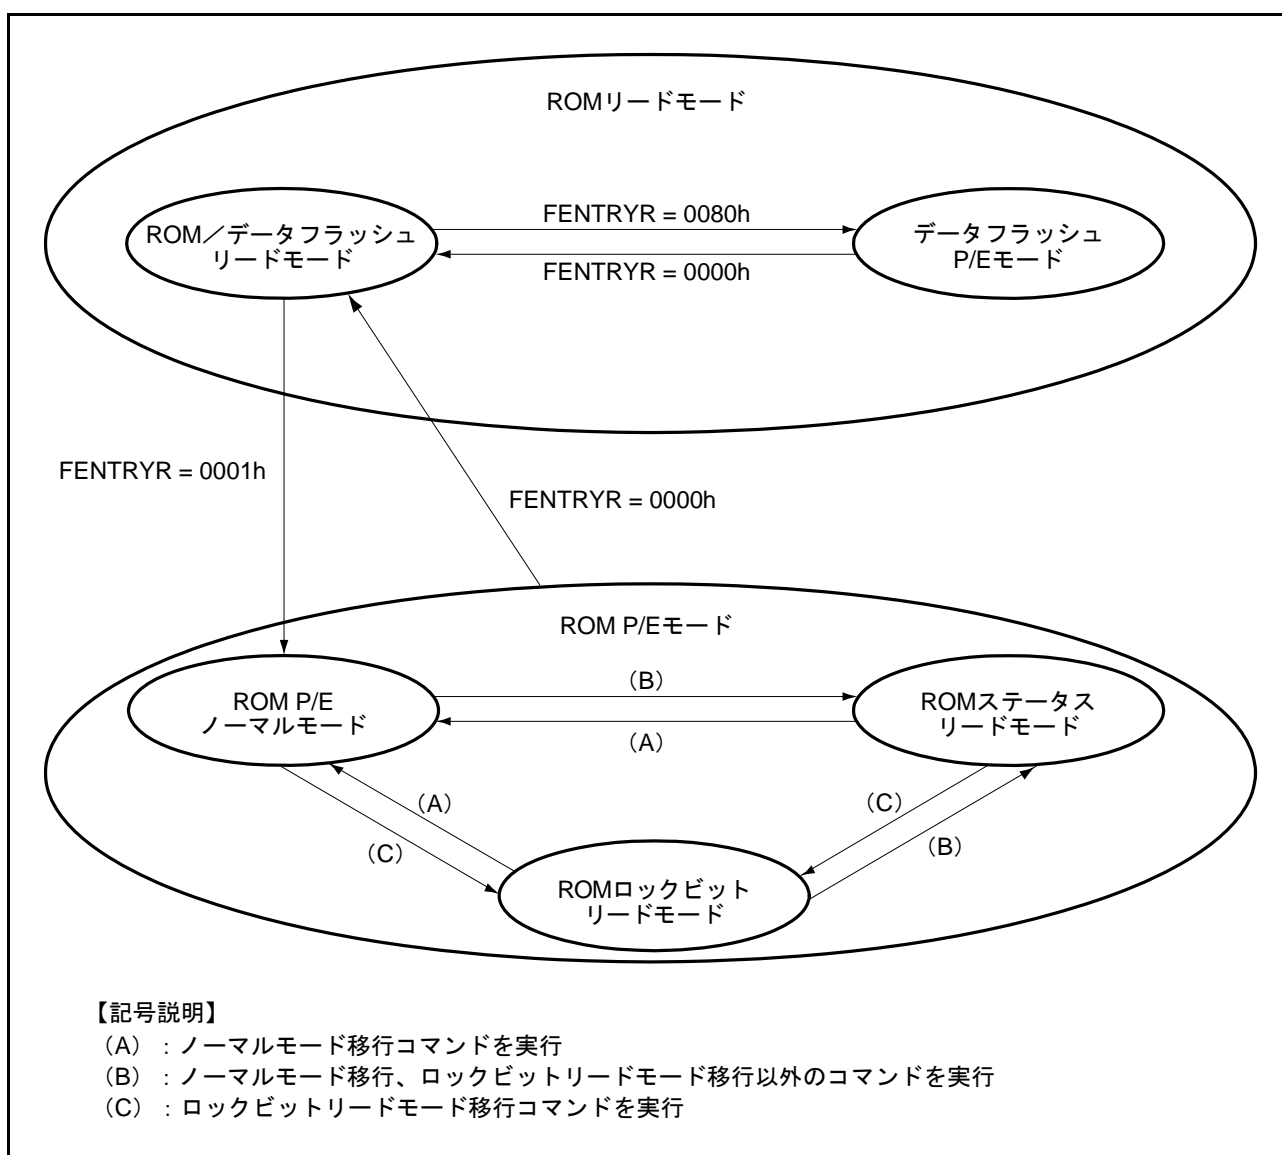 ROMリードモード
ROM／データフラッシュ
リードモード
FENTRYR = 0080h
FENTRYR = 0000h
データフラッシュ
P/Eモード
FENTRYR = 0001h
FENTRYR = 0000h
ROM P/Eモード
ROM P/E
ノーマルモード
（B）
（A）
ROMステータス
リードモード
（A）
（C）
（C）
（B）
ROMロックビット
リードモード
【記号説明】
（A）：ノーマルモード移行コマンドを実行
（B）：ノーマルモード移行、ロックビットリードモード移行以外のコマンドを実行
（C）：ロックビットリードモード移行コマンドを実行